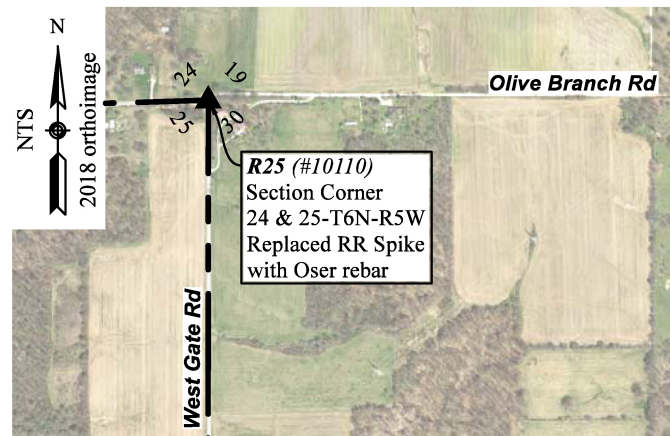 N
NTS
2018 orthoimage
24
19
25
30
Olive Branch Rd
R25 (#10110)
Section Corner
24 & 25-T6N-R5W
Replaced RR Spike
with Oser rebar
West Gate Rd